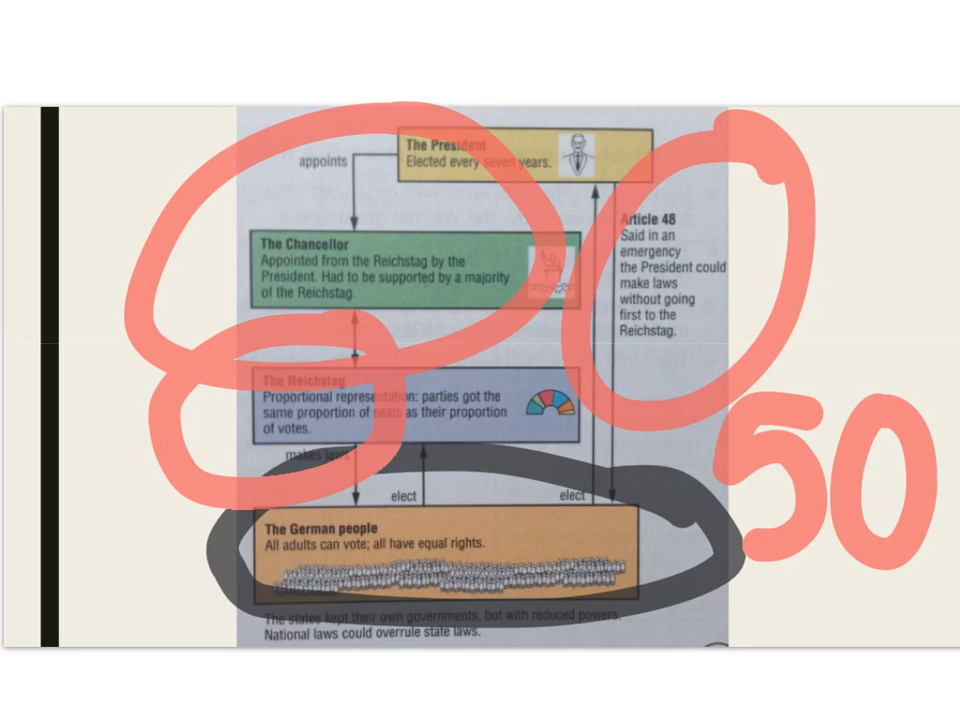 The President
Elected every seven years.
appoints
Article 48
Said in an
emergency
the President could
make laws
without going
first to the
Reichstag.
The Chancellor
Appointed from the Reichstag by the
President. Had to be supported by a majority
of the Reichstag.
The Reichstag
Proportional representation: parties got the
same proportion of seats as their proportion
of votes.
makes laws
elect
elect
50
The German people
All adults can vote; all have equal rights.
The states kept their own governments, but with reduced powers.
National laws could overrule state laws.